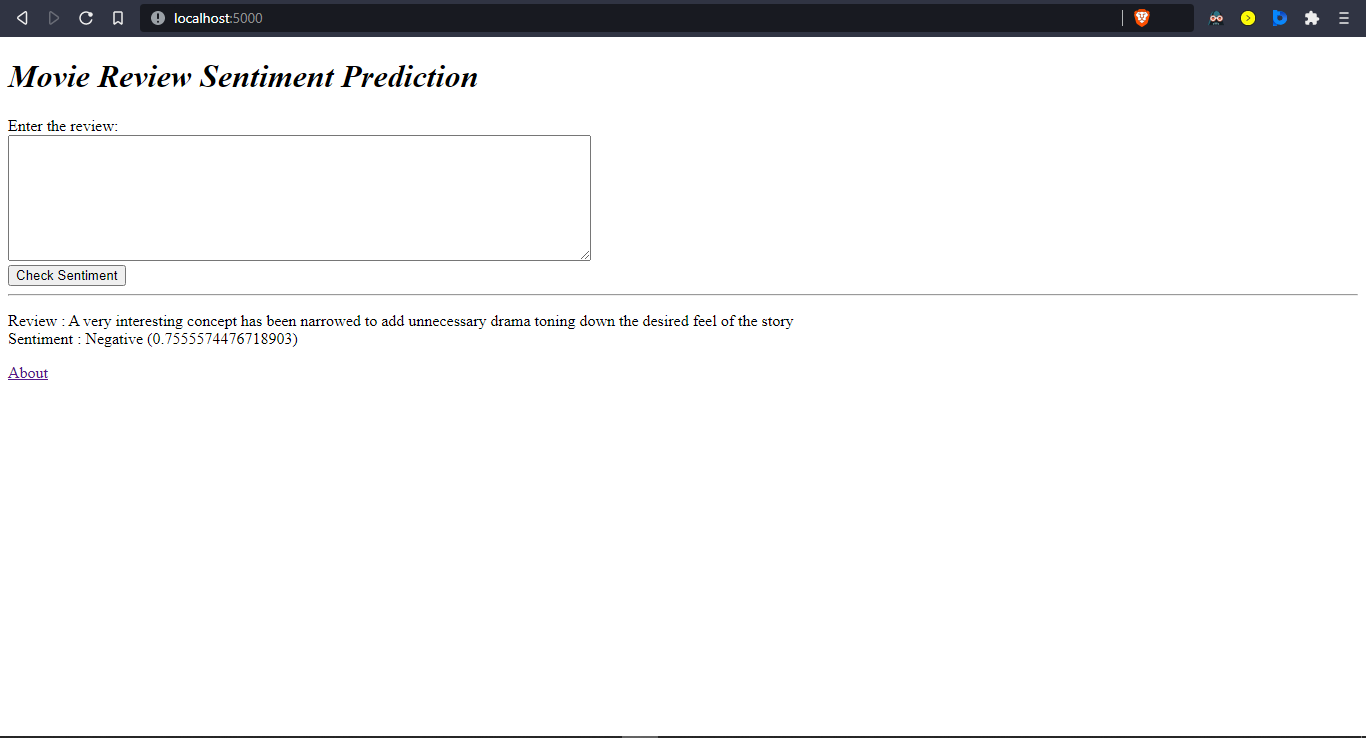 localhost:5000
Movie Review Sentiment Prediction
Enter the review:
Check Sentiment
Review : A very interesting concept has been narrowed to add unnecessary drama toning down the desired feel of the story
Sentiment : Negative (0.7555574476718903)
About